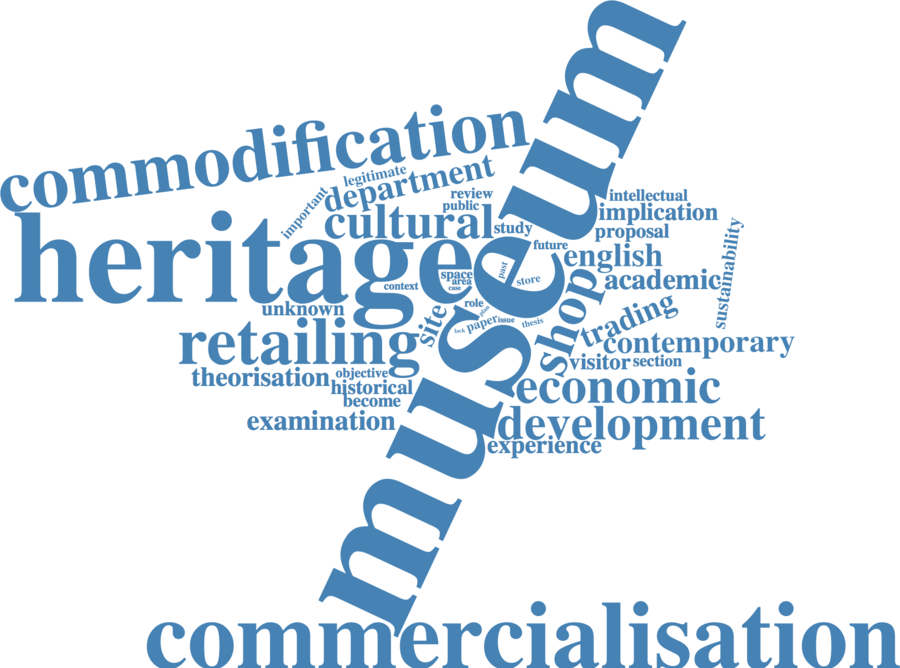 museum
commodification
legitimate
department
important
review
public
cultural
study
intellectual
implication
proposal
heritage
future
english
sustainability
space
area
case
past
store
academic
context
unknown
role
plan
site
lack
paper
issue
thesis
shop
trading
contemporary
retailing
visitor
section
theorisation
objective
historical
become
economic
examination
development
experience
commercialisation